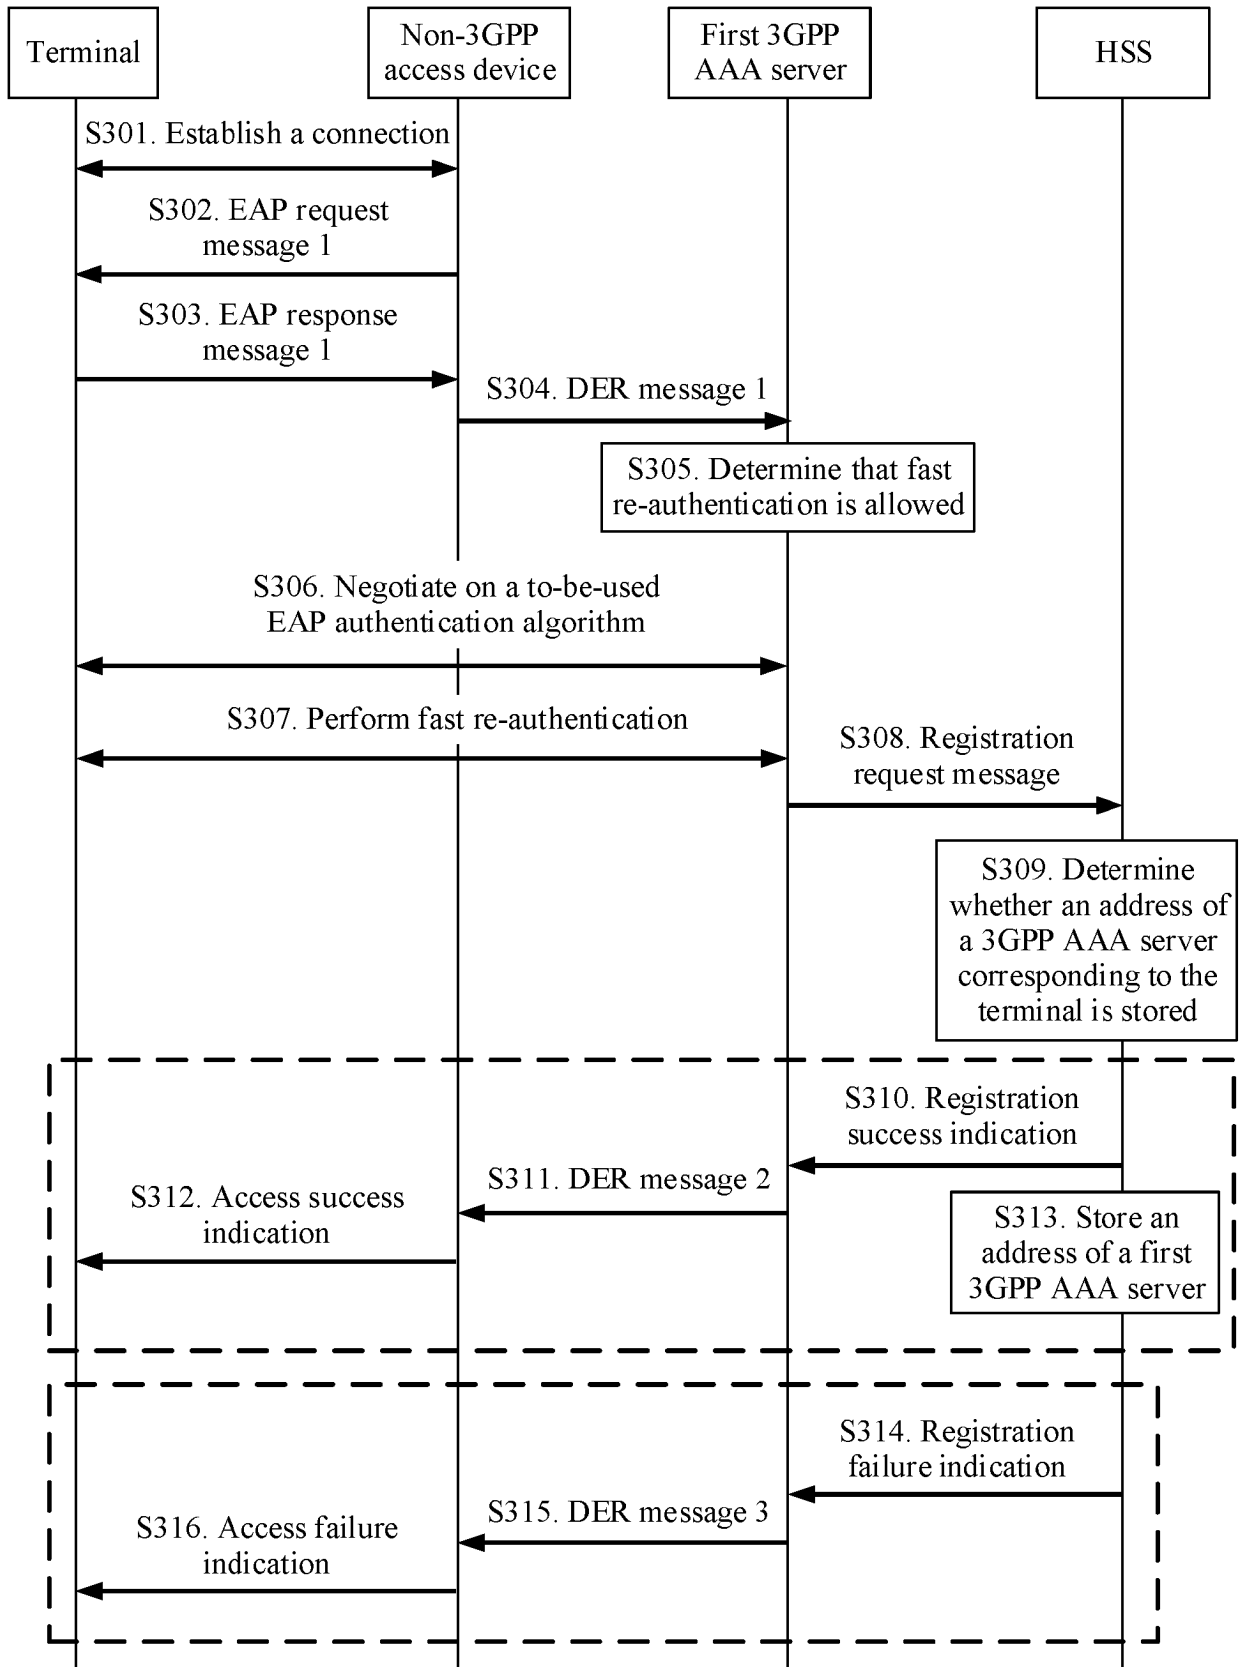 Terminal
Non-3GPP
access device
First 3GPP
AAA server
HSS
S301. Establish a connection
S302. EAP request
message 1
S303. EAP response
message 1
S304. DER message 1
S305. Determine that fast
re-authentication is allowed
S306. Negotiate on a to-be-used
EAP authentication algorithm
S307. Perform fast re-authentication
S308. Registration
request message
S309. Determine
whether an address of
a 3GPP AAA server
corresponding to the
terminal is stored
S310. Registration
success indication
S311. DER message 2
S312. Access success
indication
S313. Store an
address of a first
3GPP AAA server
S314. Registration
failure indication
S315. DER message 3
S316. Access failure
indication